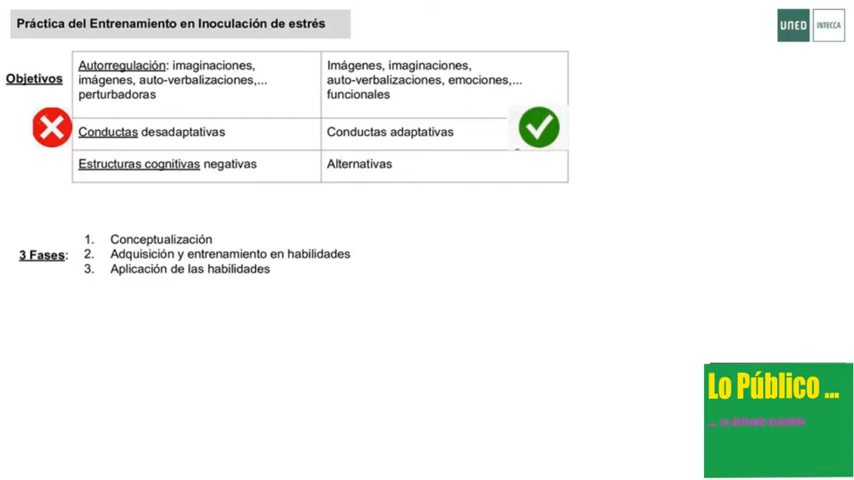 Práctica del Entrenamiento en Inoculación de estrés
UNED
INTECCA
Objetivos
Autorregulación: imaginaciones,
imágenes, auto-verbalizaciones,...
perturbadoras
Imágenes, imaginaciones,
auto-verbalizaciones, emociones,...
funcionales
Conductas desadaptativas
Conductas adaptativas
Estructuras cognitivas negativas
Alternativas
3 Fases:
1. Conceptualización
2. Adquisición y entrenamiento en habilidades
3. Aplicación de las habilidades
Lo Público ...